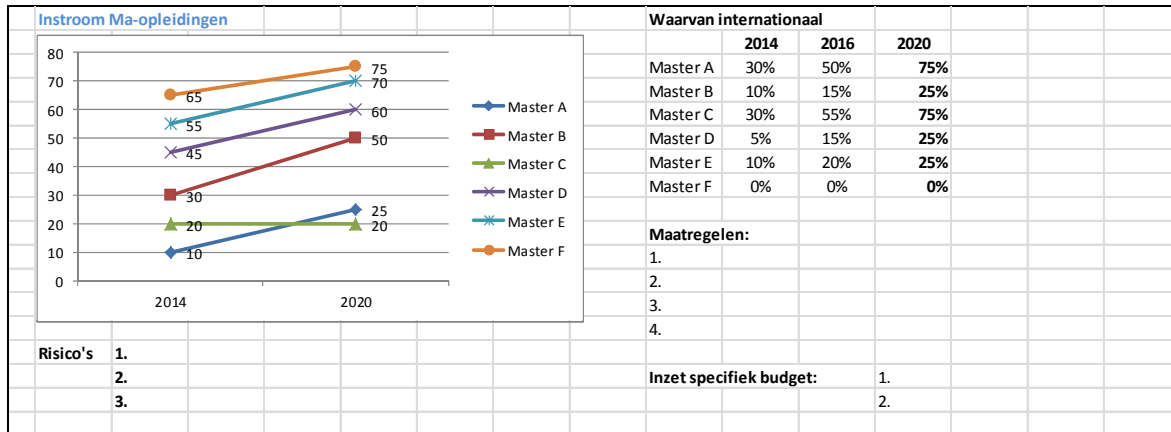 Instroom Ma-opleidingen
80
70
60
50
40
30
20
10
0
65
55
45
30
20
10
75
70
60
50
25
20
2014 2020
Master A
Master B
Master C
Master D
Master E
Master F
Risico's 1.
2.
3.
Waarvan internationaal
2014 2016 2020
Master A 30% 50% 75%
Master B 10% 15% 25%
Master C 30% 55% 75%
Master D 5% 15% 25%
Master E 10% 20% 25%
Master F 0% 0% 0%
Maatregelen:
1.
2.
3.
4.
Inzet specifiek budget: 1.
2.